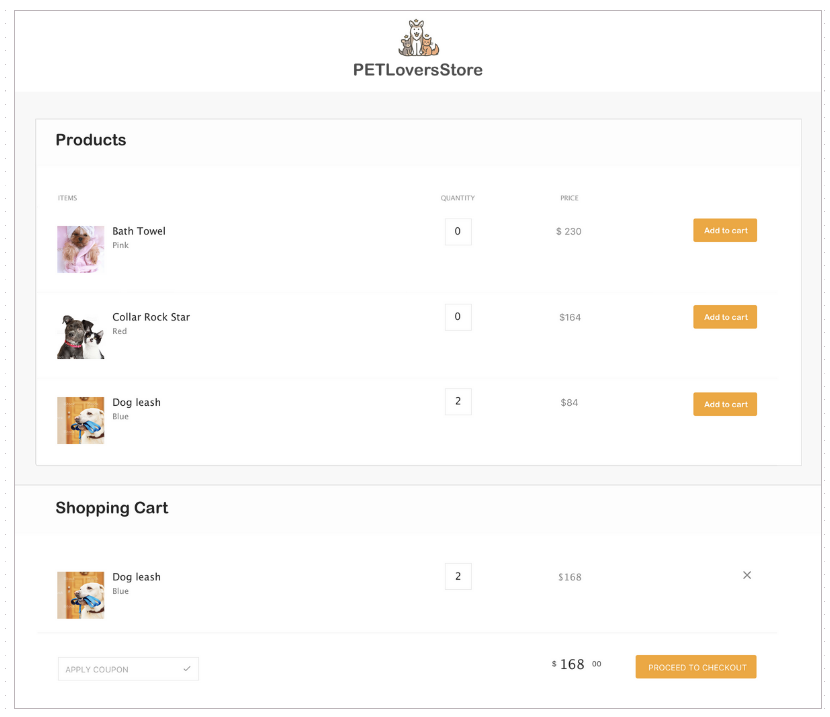 PETLoversStore
Products
ITEMS QUANTITY PRICE
Bath Towel 0 $ 230 Add to cart
Pink
Collar Rock Star 0 $164 Add to cart
Red
Dog leash 2 $84 Add to cart
Blue
Shopping Cart
Dog leash 2 $168 ×
Blue
APPLY COUPON $ 168 00 PROCEED TO CHECKOUT